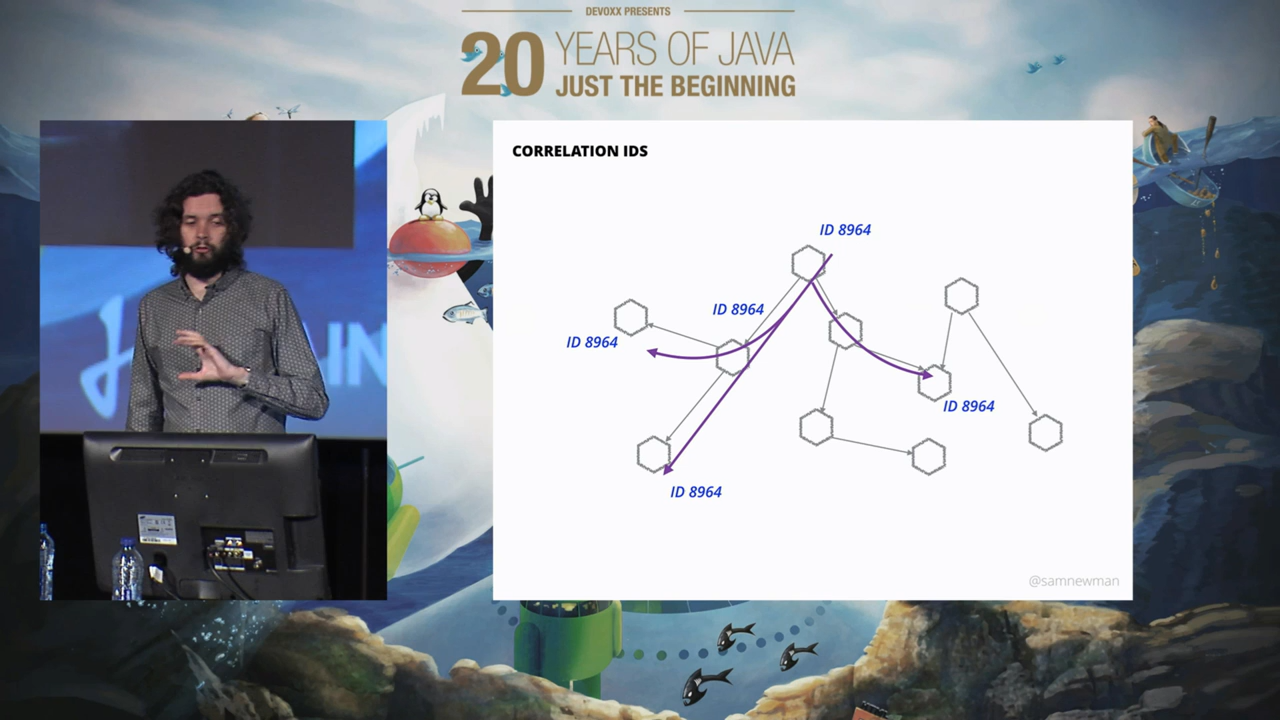 DEVOXX PRESENTS
20 YEARS OF JAVA
JUST THE BEGINNING
CORRELATION IDS
ID 8964
ID 8964
ID 8964
ID 8964
ID 8964
@samnewman